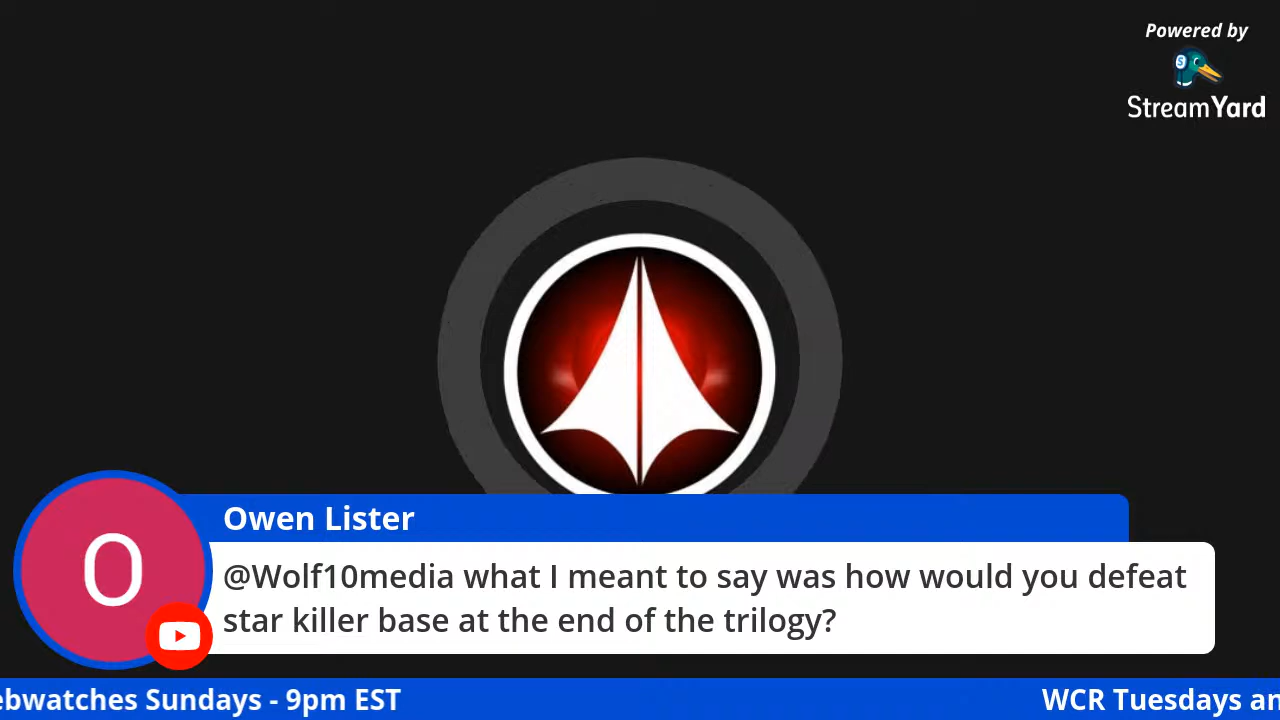 Powered by
StreamYard
Owen Lister
@Wolf10media what I meant to say was how would you defeat
star killer base at the end of the trilogy?
ebwatches Sundays - 9pm EST
WCR Tuesdays an